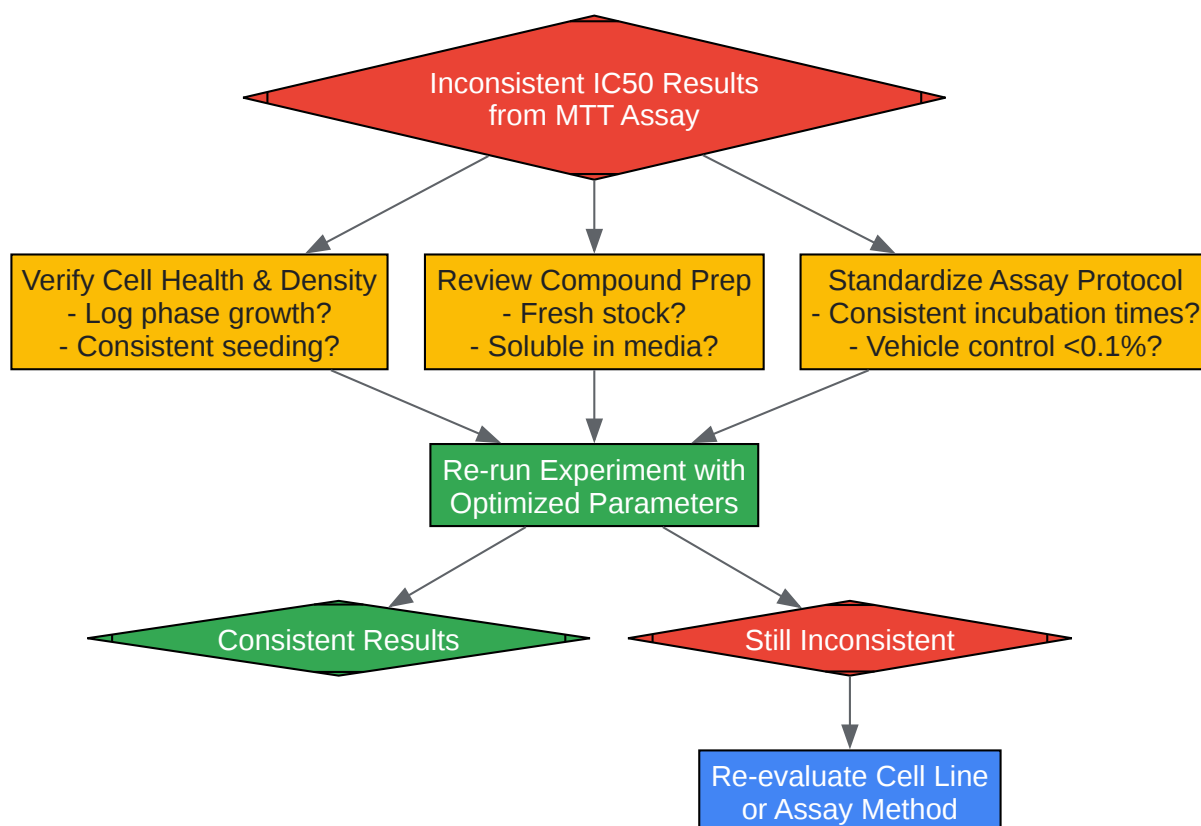 Inconsistent IC50 Results
from MTT Assay
Verify Cell Health & Density
- Log phase growth?
- Consistent seeding?
Review Compound Prep
- Fresh stock?
- Soluble in media?
Standardize Assay Protocol
- Consistent incubation times?
- Vehicle control <0.1%?
Re-run Experiment with
Optimized Parameters
Consistent Results
Still Inconsistent
Re-evaluate Cell Line
or Assay Method